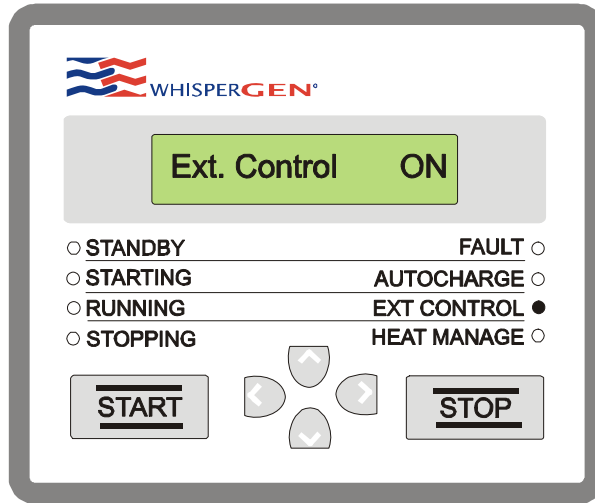 WHISPERGEN
Ext. Control ON
STANDBY FAULT
STARTING AUTOCHARGE
RUNNING EXT CONTROL
STOPPING HEAT MANAGE
START STOP